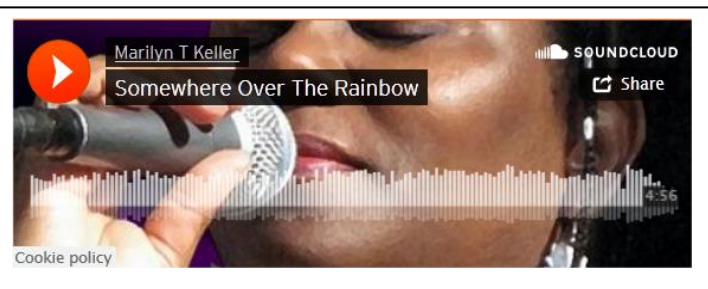 Marilyn T Keller
SOUNDCLOUD
Somewhere Over The Rainbow
Share
4:56
Cookie policy